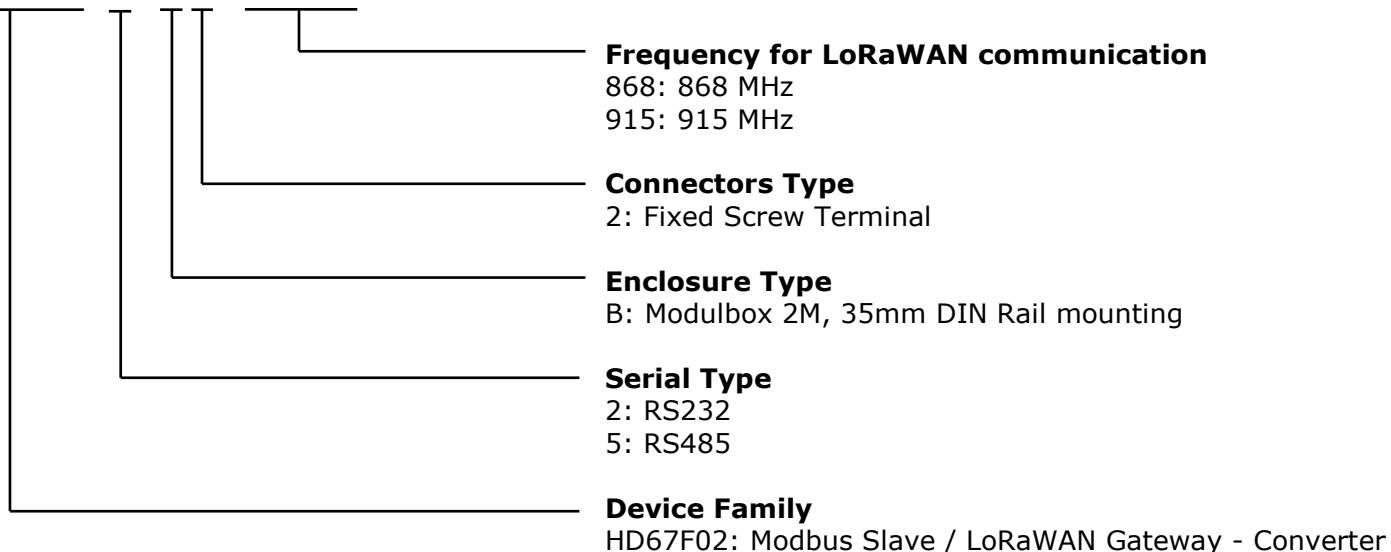 Frequency for LoRaWAN communication
868: 868 MHz
915: 915 MHz
Connectors Type
2: Fixed Screw Terminal
Enclosure Type
B: Modulbox 2M, 35mm DIN Rail mounting
Serial Type
2: RS232
5: RS485
Device Family
HD67F02: Modbus Slave / LoRaWAN Gateway - Converter